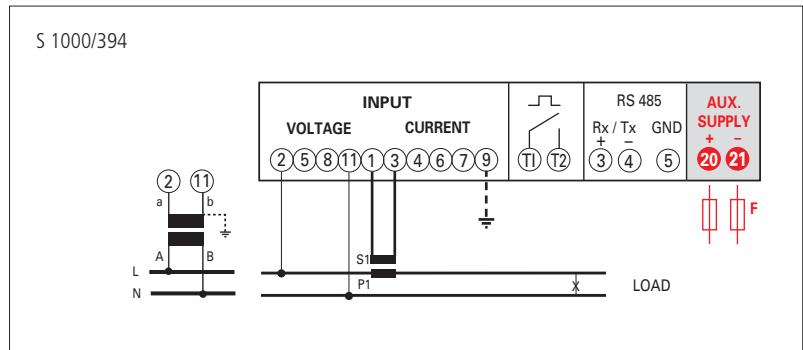 S 1000/394
INPUT
RS 485
AUX.
SUPPLY
VOLTAGE CURRENT
Rx / Tx GND
+ –
+ –
2 5 8 11 1 3 4 6 7 9
T1 T2
3 4 5
20 21
2 11
a b
F
A B
S1
L
P1
N
X
LOAD